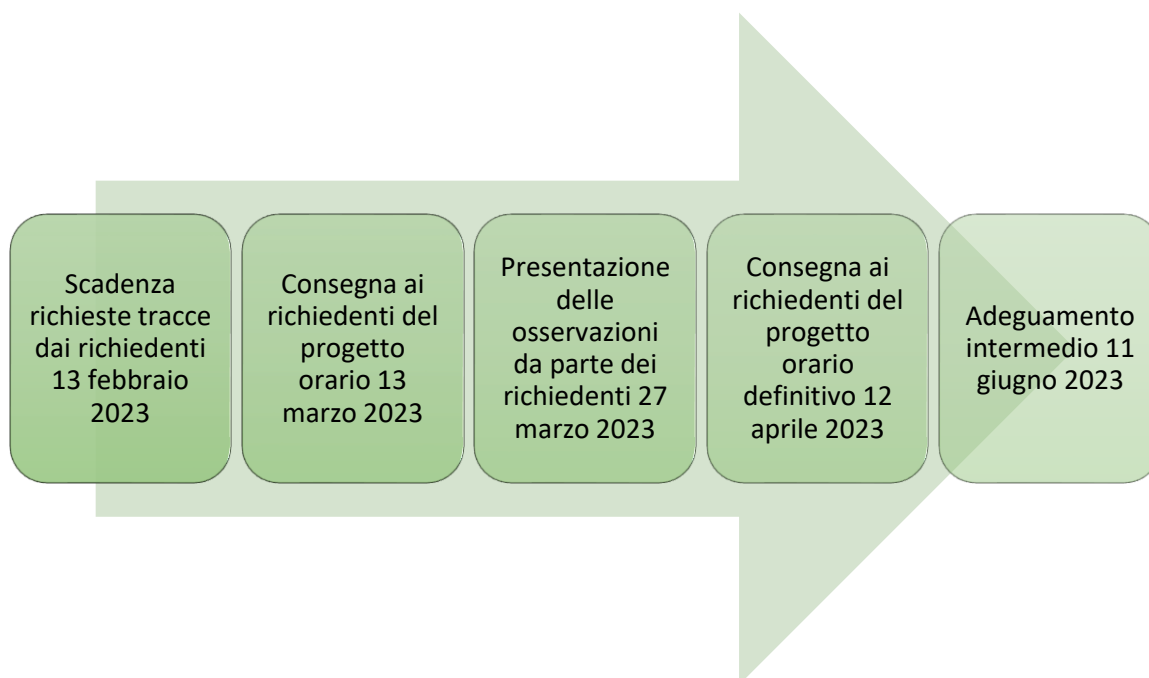 Scadenza
richieste tracce
dai richiedenti
13 febbraio
2023
Consegna ai
richiedenti del
progetto
orario 13
marzo 2023
Presentazione
delle
osservazioni
da parte dei
richiedenti 27
marzo 2023
Consegna ai
richiedenti del
progetto
orario
definitivo 12
aprile 2023
Adeguamento
intermedio 11
giugno 2023